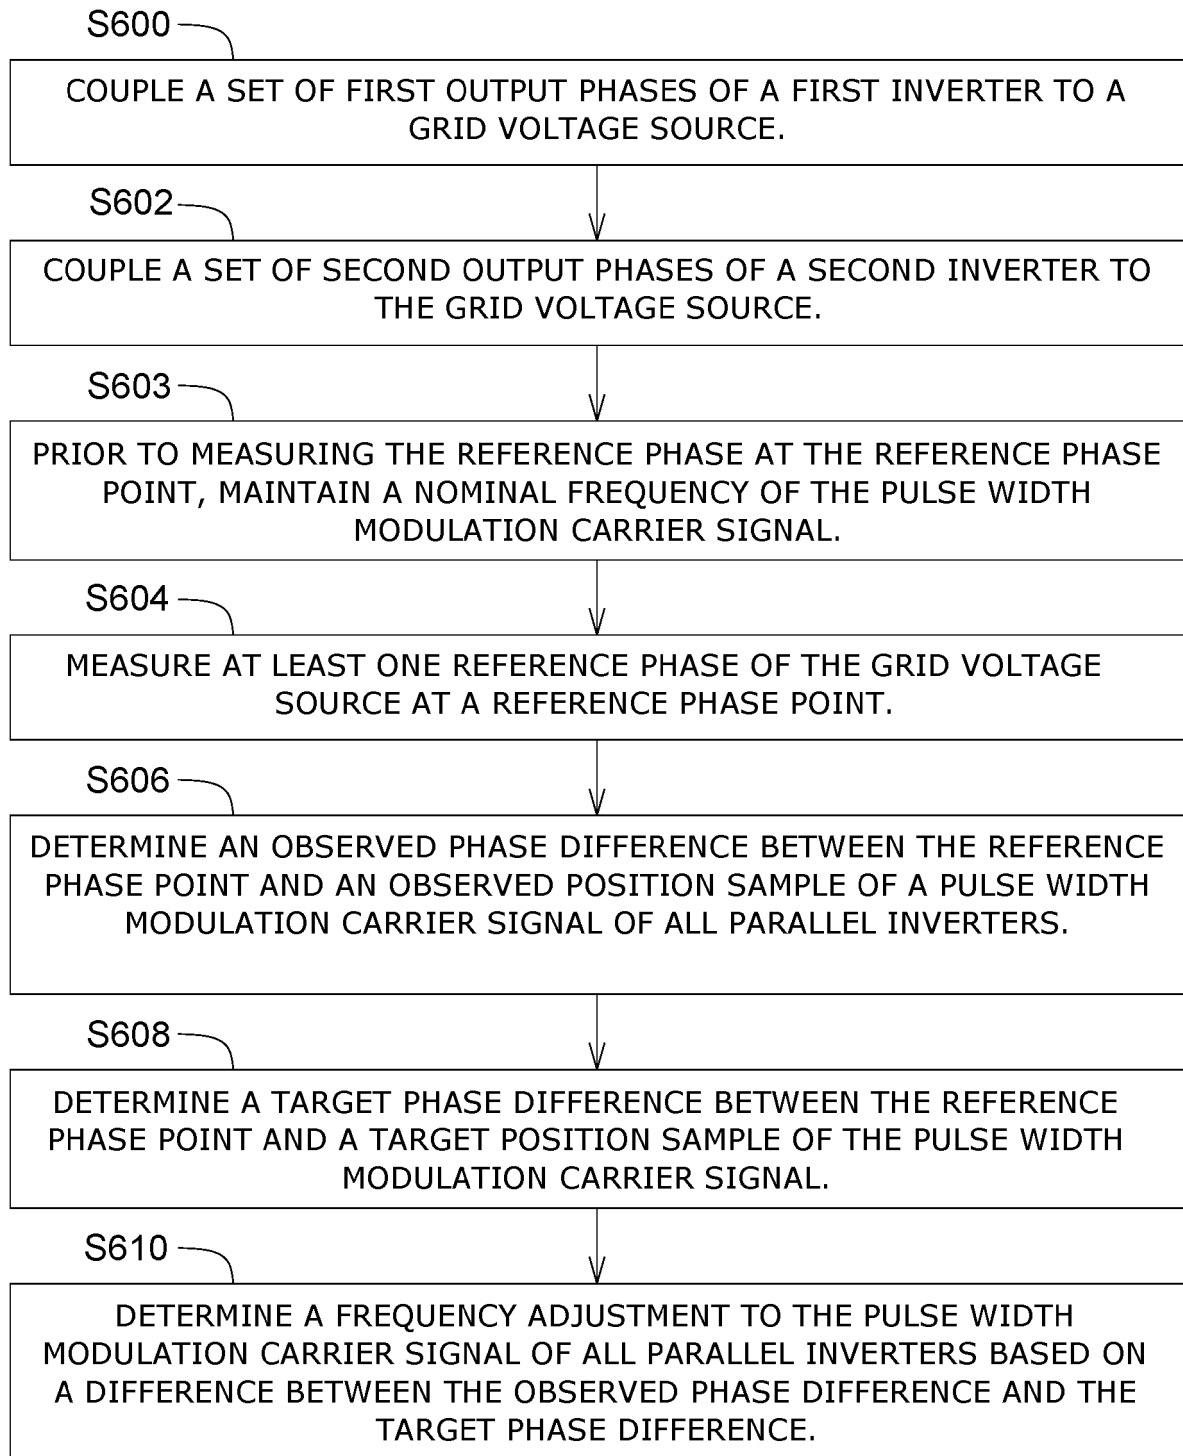 S600
COUPLE A SET OF FIRST OUTPUT PHASES OF A FIRST INVERTER TO A
GRID VOLTAGE SOURCE.
S602
COUPLE A SET OF SECOND OUTPUT PHASES OF A SECOND INVERTER TO
THE GRID VOLTAGE SOURCE.
S603
PRIOR TO MEASURING THE REFERENCE PHASE AT THE REFERENCE PHASE
POINT, MAINTAIN A NOMINAL FREQUENCY OF THE PULSE WIDTH
MODULATION CARRIER SIGNAL.
S604
MEASURE AT LEAST ONE REFERENCE PHASE OF THE GRID VOLTAGE
SOURCE AT A REFERENCE PHASE POINT.
S606
DETERMINE AN OBSERVED PHASE DIFFERENCE BETWEEN THE REFERENCE
PHASE POINT AND AN OBSERVED POSITION SAMPLE OF A PULSE WIDTH
MODULATION CARRIER SIGNAL OF ALL PARALLEL INVERTERS.
S608
DETERMINE A TARGET PHASE DIFFERENCE BETWEEN THE REFERENCE
PHASE POINT AND A TARGET POSITION SAMPLE OF THE PULSE WIDTH
MODULATION CARRIER SIGNAL.
S610
DETERMINE A FREQUENCY ADJUSTMENT TO THE PULSE WIDTH
MODULATION CARRIER SIGNAL OF ALL PARALLEL INVERTERS BASED ON
A DIFFERENCE BETWEEN THE OBSERVED PHASE DIFFERENCE AND THE
TARGET PHASE DIFFERENCE.